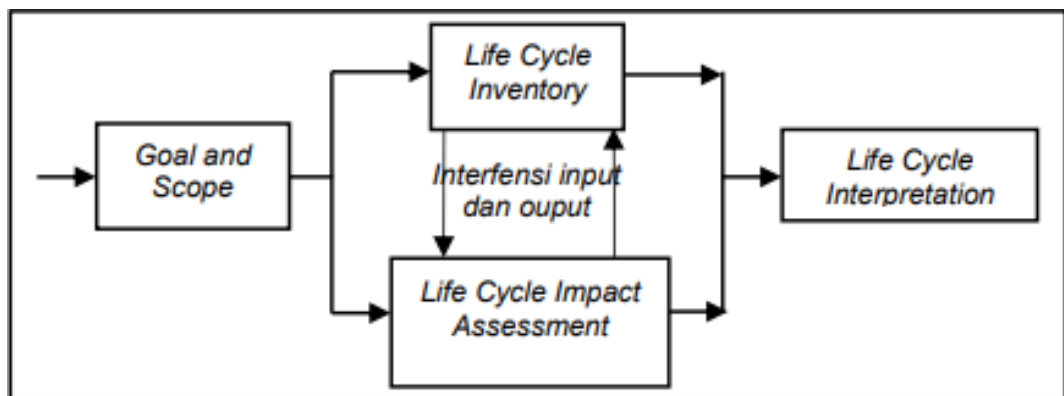 Goal and
Scope
Life Cycle
Inventory
Interfensi input
dan ouput
Life Cycle Impact
Assessment
Life Cycle
Interpretation